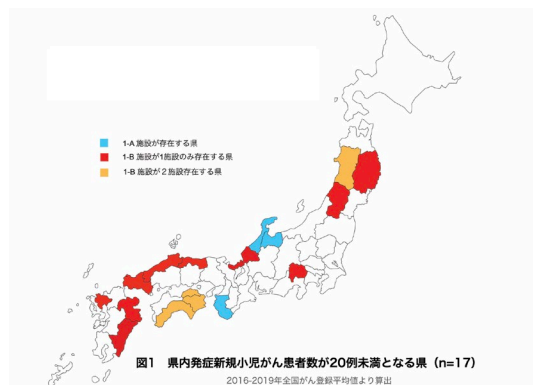 1-A 施設が存在する県
1-B 施設が1施設のみ存在する県
1-B 施設が２施設存在する県
図1　県内発症新規小児がん患者数が20例未満となる県（n=17）
2016-2019年全国がん登録平均値より算出